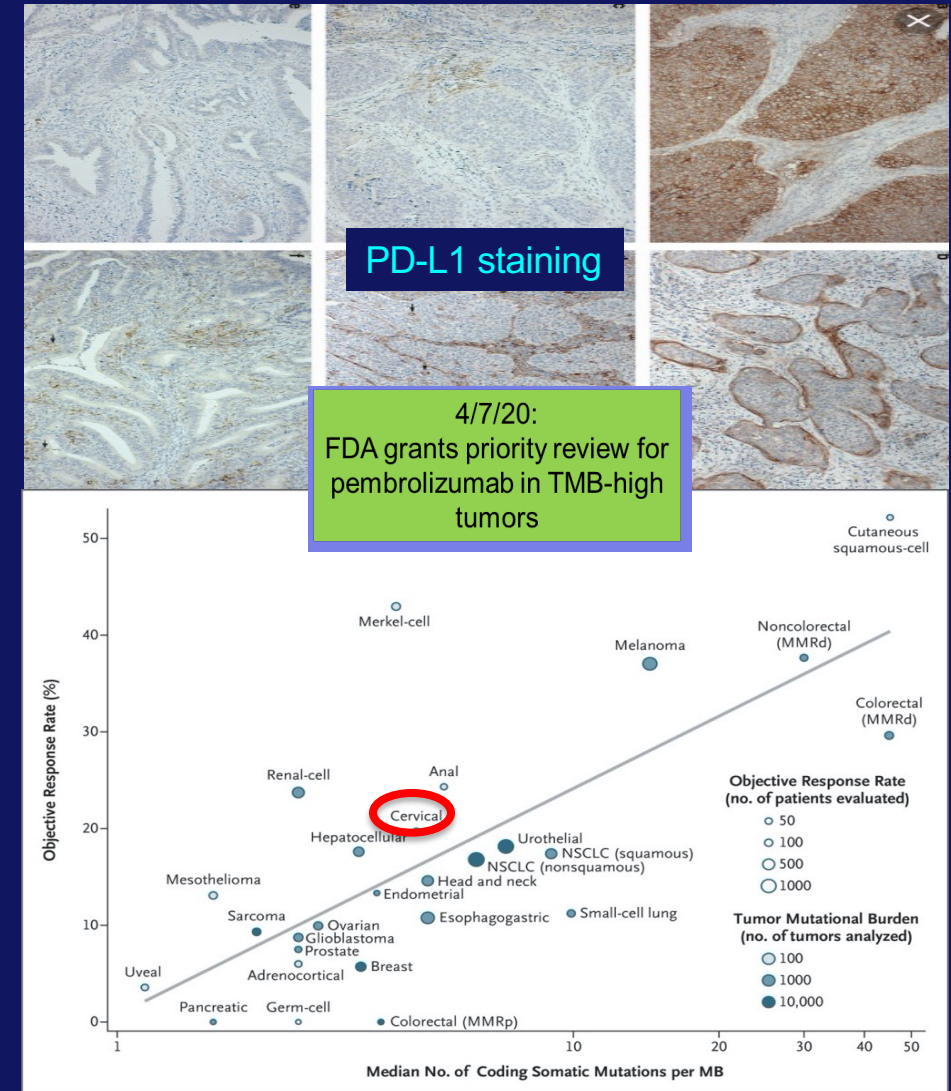 PD-L1 staining
4/7/20:
FDA grants priority review for
pembrolizumab in TMB-high
tumors
Objective Response Rate (%)
50
40
30
20
10
0
Cutaneous
squamous-cell
Merkel-cell
Melanoma
Noncolorectal
(MMRd)
Colorectal
(MMRd)
Renal-cell
Anal
Cervical
Hepatocellular
Urothelial
NSCLC (squamous)
NSCLC (nonsquamous)
Mesothelioma
Head and neck
Endometrial
Sarcoma
Ovarian
Esophagogastric
Small-cell lung
Glioblastoma
Prostate
Adrenocortical
Breast
Uveal
Pancreatic
Germ-cell
Colorectal (MMRp)
Objective Response Rate
(no. of patients evaluated)
50
100
500
1000
Tumor Mutational Burden
(no. of tumors analyzed)
100
1000
10,000
1
10
20
30
40
50
Median No. of Coding Somatic Mutations per MB